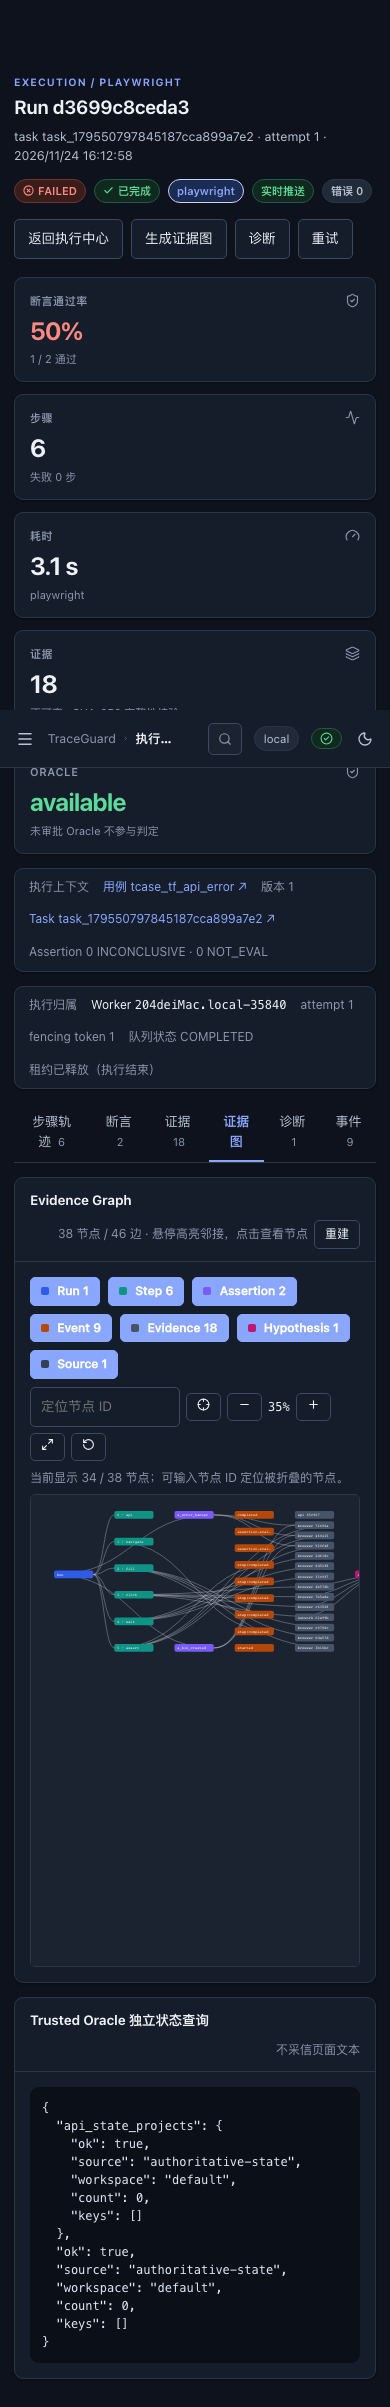 EXECUTION / PLAYWRIGHT
Run d3699c8ceda3
task task_179550797845187cca899a7e2 · attempt 1 ·
2026/11/24 16:12:58
FAILED 已完成 playwright 实时推送 错误 0
返回执行中心 生成证据图 诊断 重试
断言通过率
50%
1 / 2 通过
步骤
6
失败 0 步
耗时
3.1 s
playwright
证据
18
TraceGuard › 执行... local
ORACLE
available
未审批 Oracle 不参与判定
执行上下文 用例 tcase_tf_api_error ↗ 版本 1
Task task_179550797845187cca899a7e2 ↗
Assertion 0 INCONCLUSIVE · 0 NOT_EVAL
执行归属 Worker 204deiMac.local-35840 attempt 1
fencing token 1 队列状态 COMPLETED
租约已释放（执行结束）
步骤轨迹 6 断言 2 证据 18 证据图 诊断 1 事件 9
Evidence Graph
38 节点 / 46 边 · 悬停高亮邻接，点击查看节点 重建
Run 1 Step 6 Assertion 2
Event 9 Evidence 18 Hypothesis 1
Source 1
定位节点 ID 35%
当前显示 34 / 38 节点；可输入节点 ID 定位被折叠的节点。
Trusted Oracle 独立状态查询
不采信页面文本
{
"api_state_projects": {
"ok": true,
"source": "authoritative-state",
"workspace": "default",
"count": 0,
"keys": []
},
"ok": true,
"source": "authoritative-state",
"workspace": "default",
"count": 0,
"keys": []
}